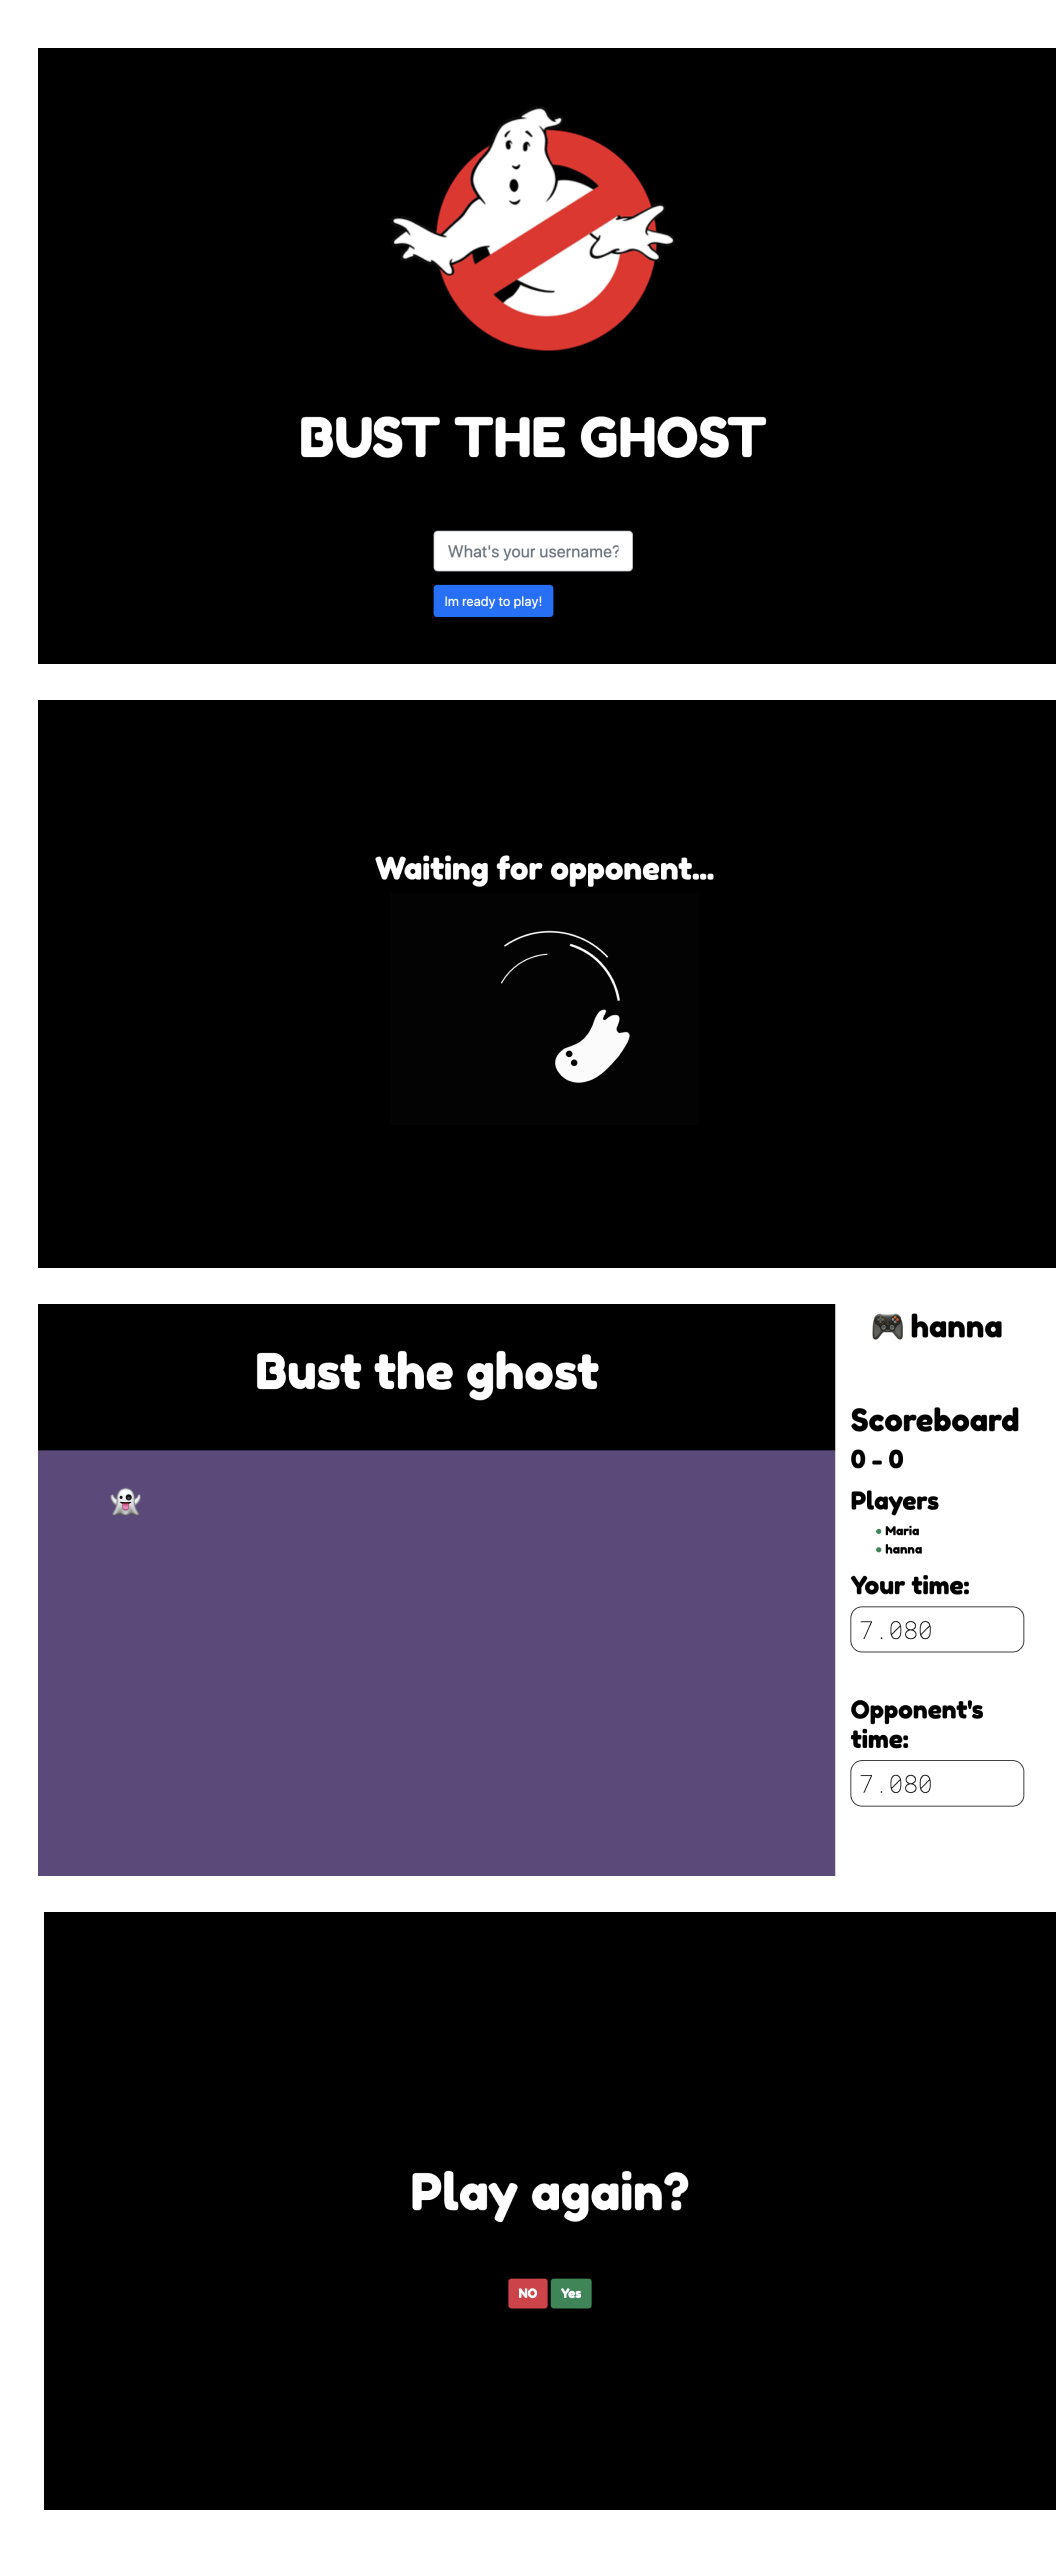 BUST THE GHOST
What's your username?
Im ready to play!
Waiting for opponent...
Bust the ghost
hanna
Scoreboard
0 - 0
Players
Maria
hanna
Your time:
7.080
Opponent's
time:
7.080
Play again?
NO
Yes